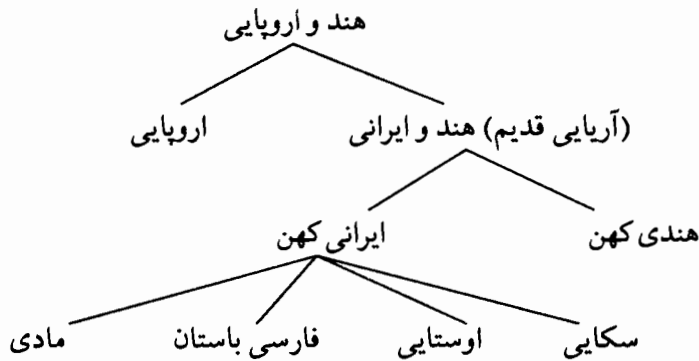 هند و اروپایی
(آریایی قدیم) هند و ایرانی اروپایی
هندی کهن ایرانی کهن
سکایی اوستایی فارسی باستان مادی